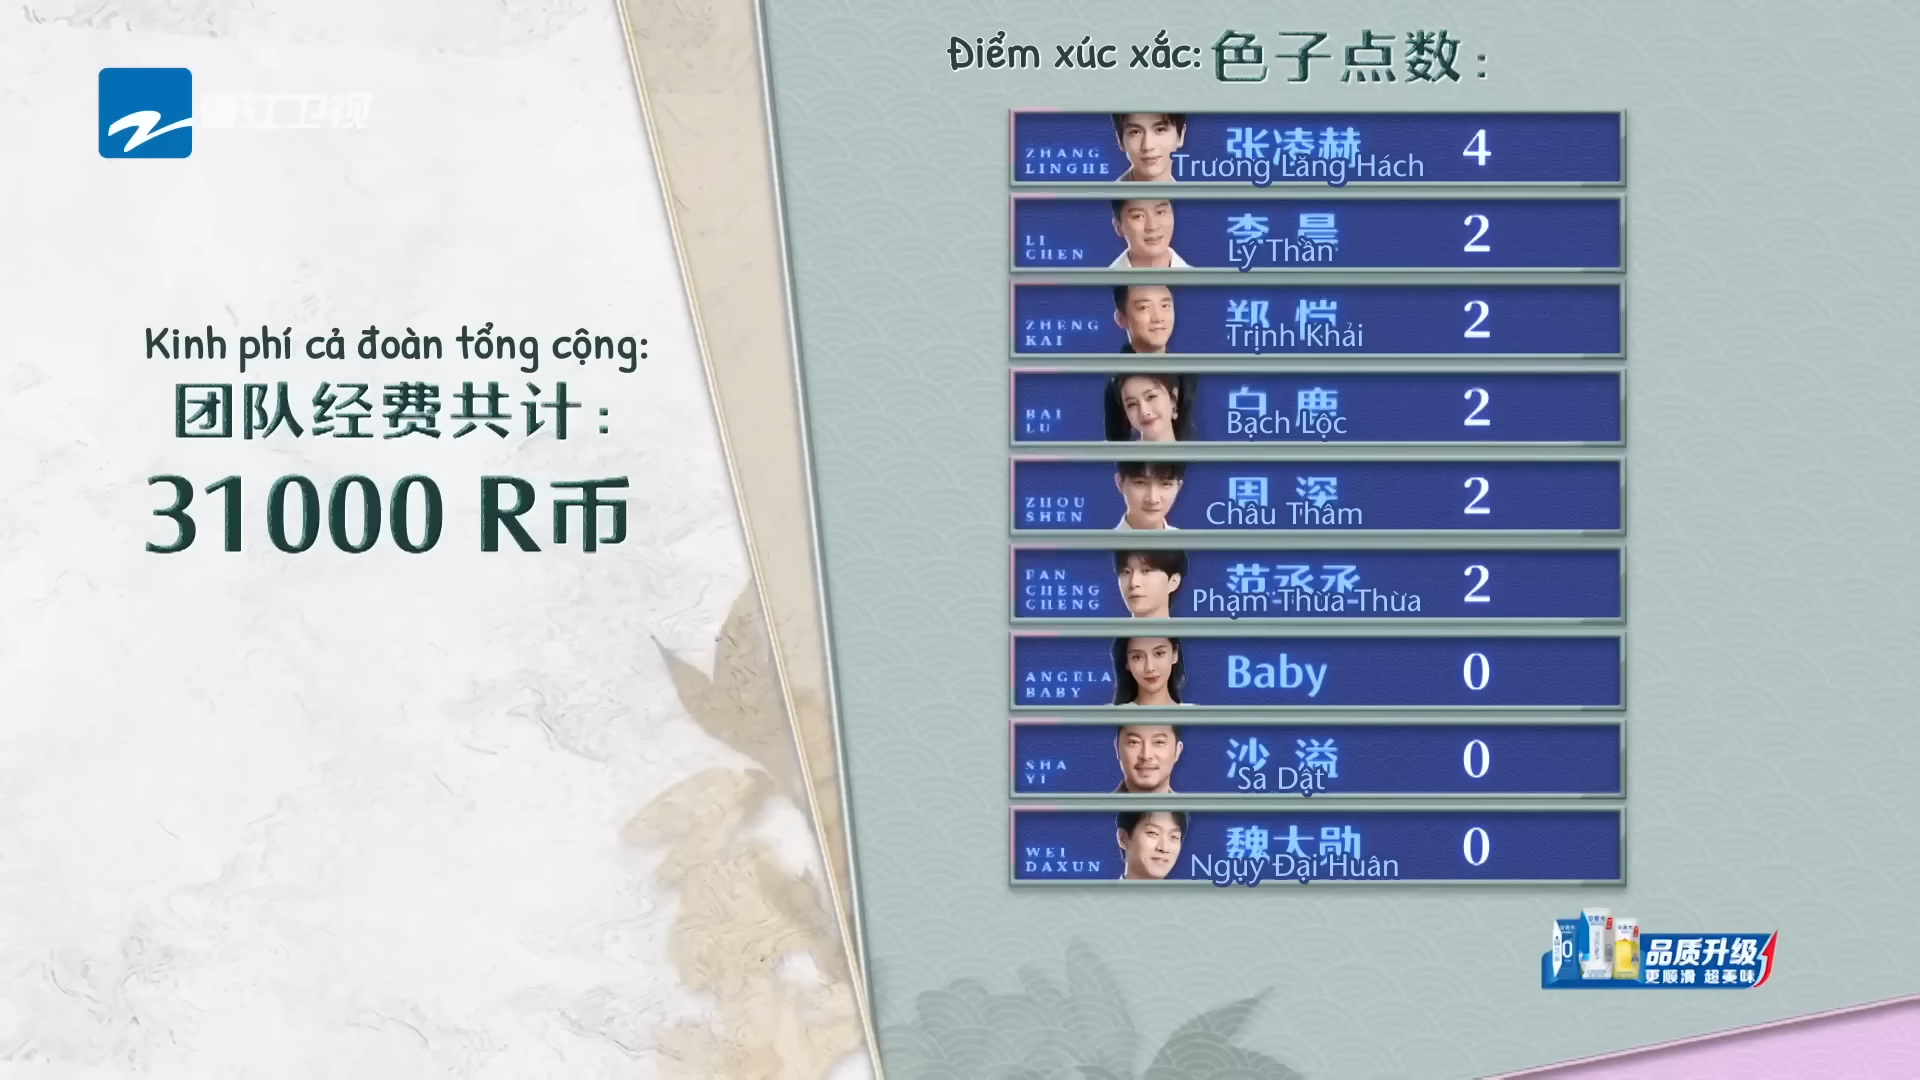 浙江卫视
Kinh phí cả đoàn tổng cộng:
团队经费共计：
31000 R币
Điểm xúc xắc: 色子点数：
ZHANG LINGHE 张凌赫 4
Trương Lăng Hách
LI CHEN 李晨 2
Lý Thần
ZHENG KAI 郑恺 2
Trịnh Khải
BAI LU 白鹿 2
Bạch Lộc
ZHOU SHEN 周深 2
Châu Thâm
FAN CHENG CHENG 范丞丞 2
Phạm Thừa Thừa
ANGELA BABY Baby 0
SHA YI 沙溢 0
Sa Dật
WEI DAXUN 魏大勋 0
Ngụy Đại Huân
品质升级
更顺滑 超美味